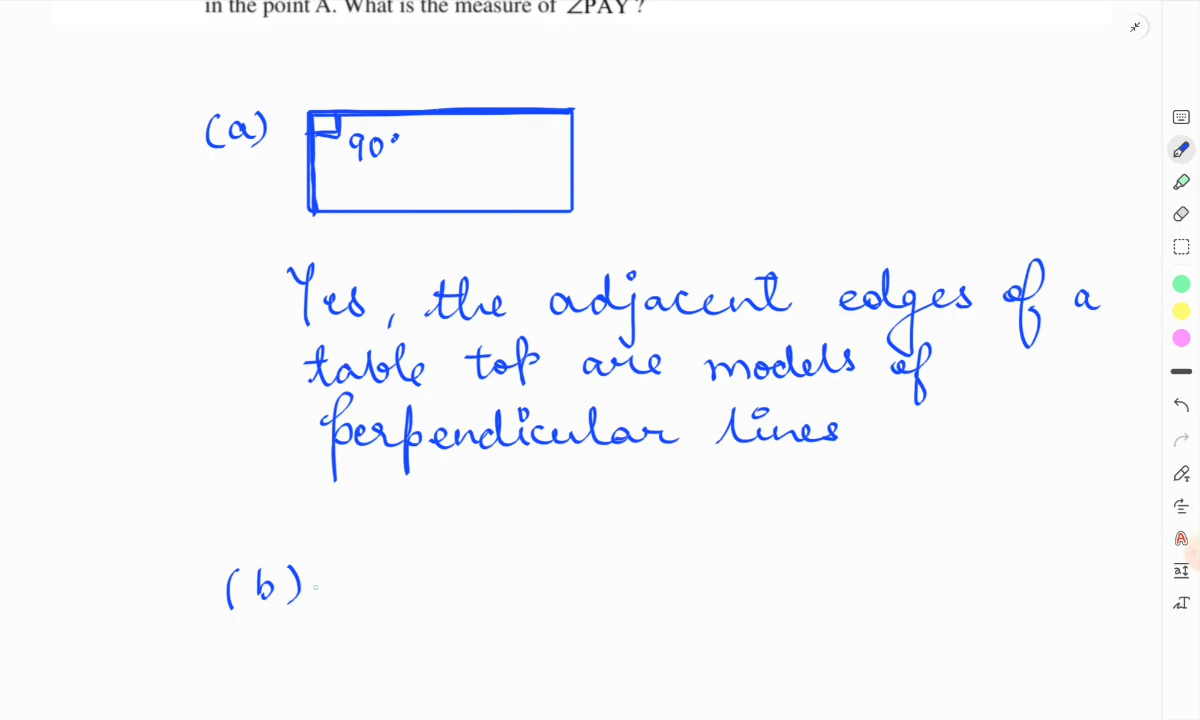 in the point A. What is the measure of ∠PAY ?
(a)
90°
Yes, the adjacent edges of a
table top are models of
perpendicular lines
(b)